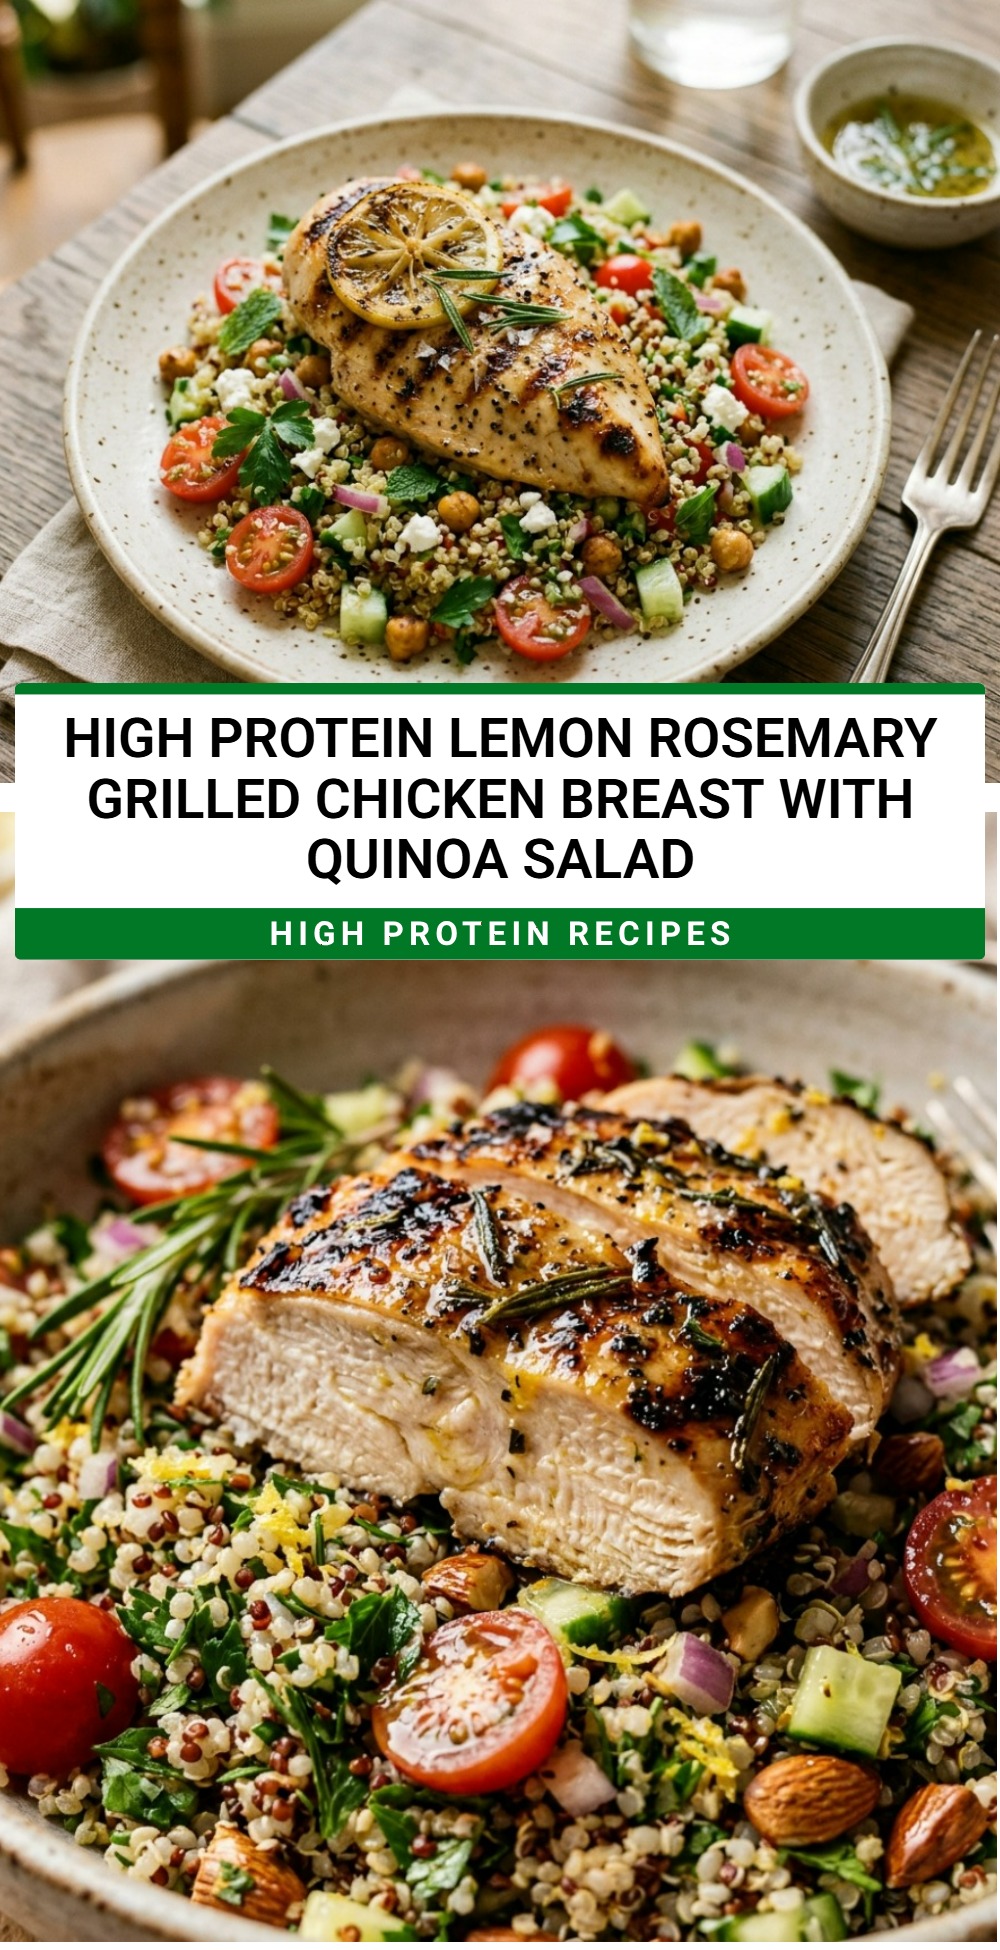 HIGH PROTEIN LEMON ROSEMARY
GRILLED CHICKEN BREAST WITH
QUINOA SALAD
HIGH PROTEIN RECIPES